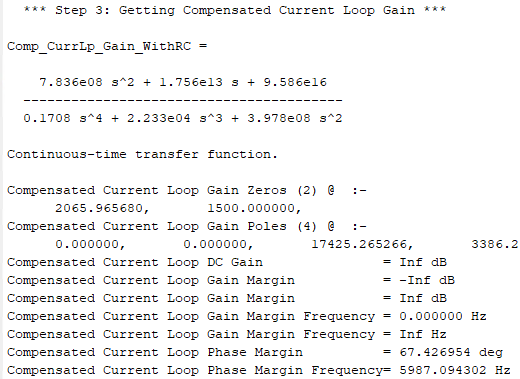 *** Step 3: Getting Compensated Current Loop Gain ***
Comp_CurrLp_Gain_WithRC =
7.836e08 s^2 + 1.756e13 s + 9.586e16
---------------------------------------
0.1708 s^4 + 2.233e04 s^3 + 3.978e08 s^2
Continuous-time transfer function.
Compensated Current Loop Gain Zeros (2) @ :-
2065.965680, 1500.000000,
Compensated Current Loop Gain Poles (4) @ :-
0.000000, 0.000000, 17425.265266, 3386.2
Compensated Current Loop DC Gain = Inf dB
Compensated Current Loop Gain Margin = -Inf dB
Compensated Current Loop Gain Margin = Inf dB
Compensated Current Loop Gain Margin Frequency = 0.000000 Hz
Compensated Current Loop Gain Margin Frequency = Inf Hz
Compensated Current Loop Phase Margin = 67.426954 deg
Compensated Current Loop Phase Margin Frequency= 5987.094302 Hz